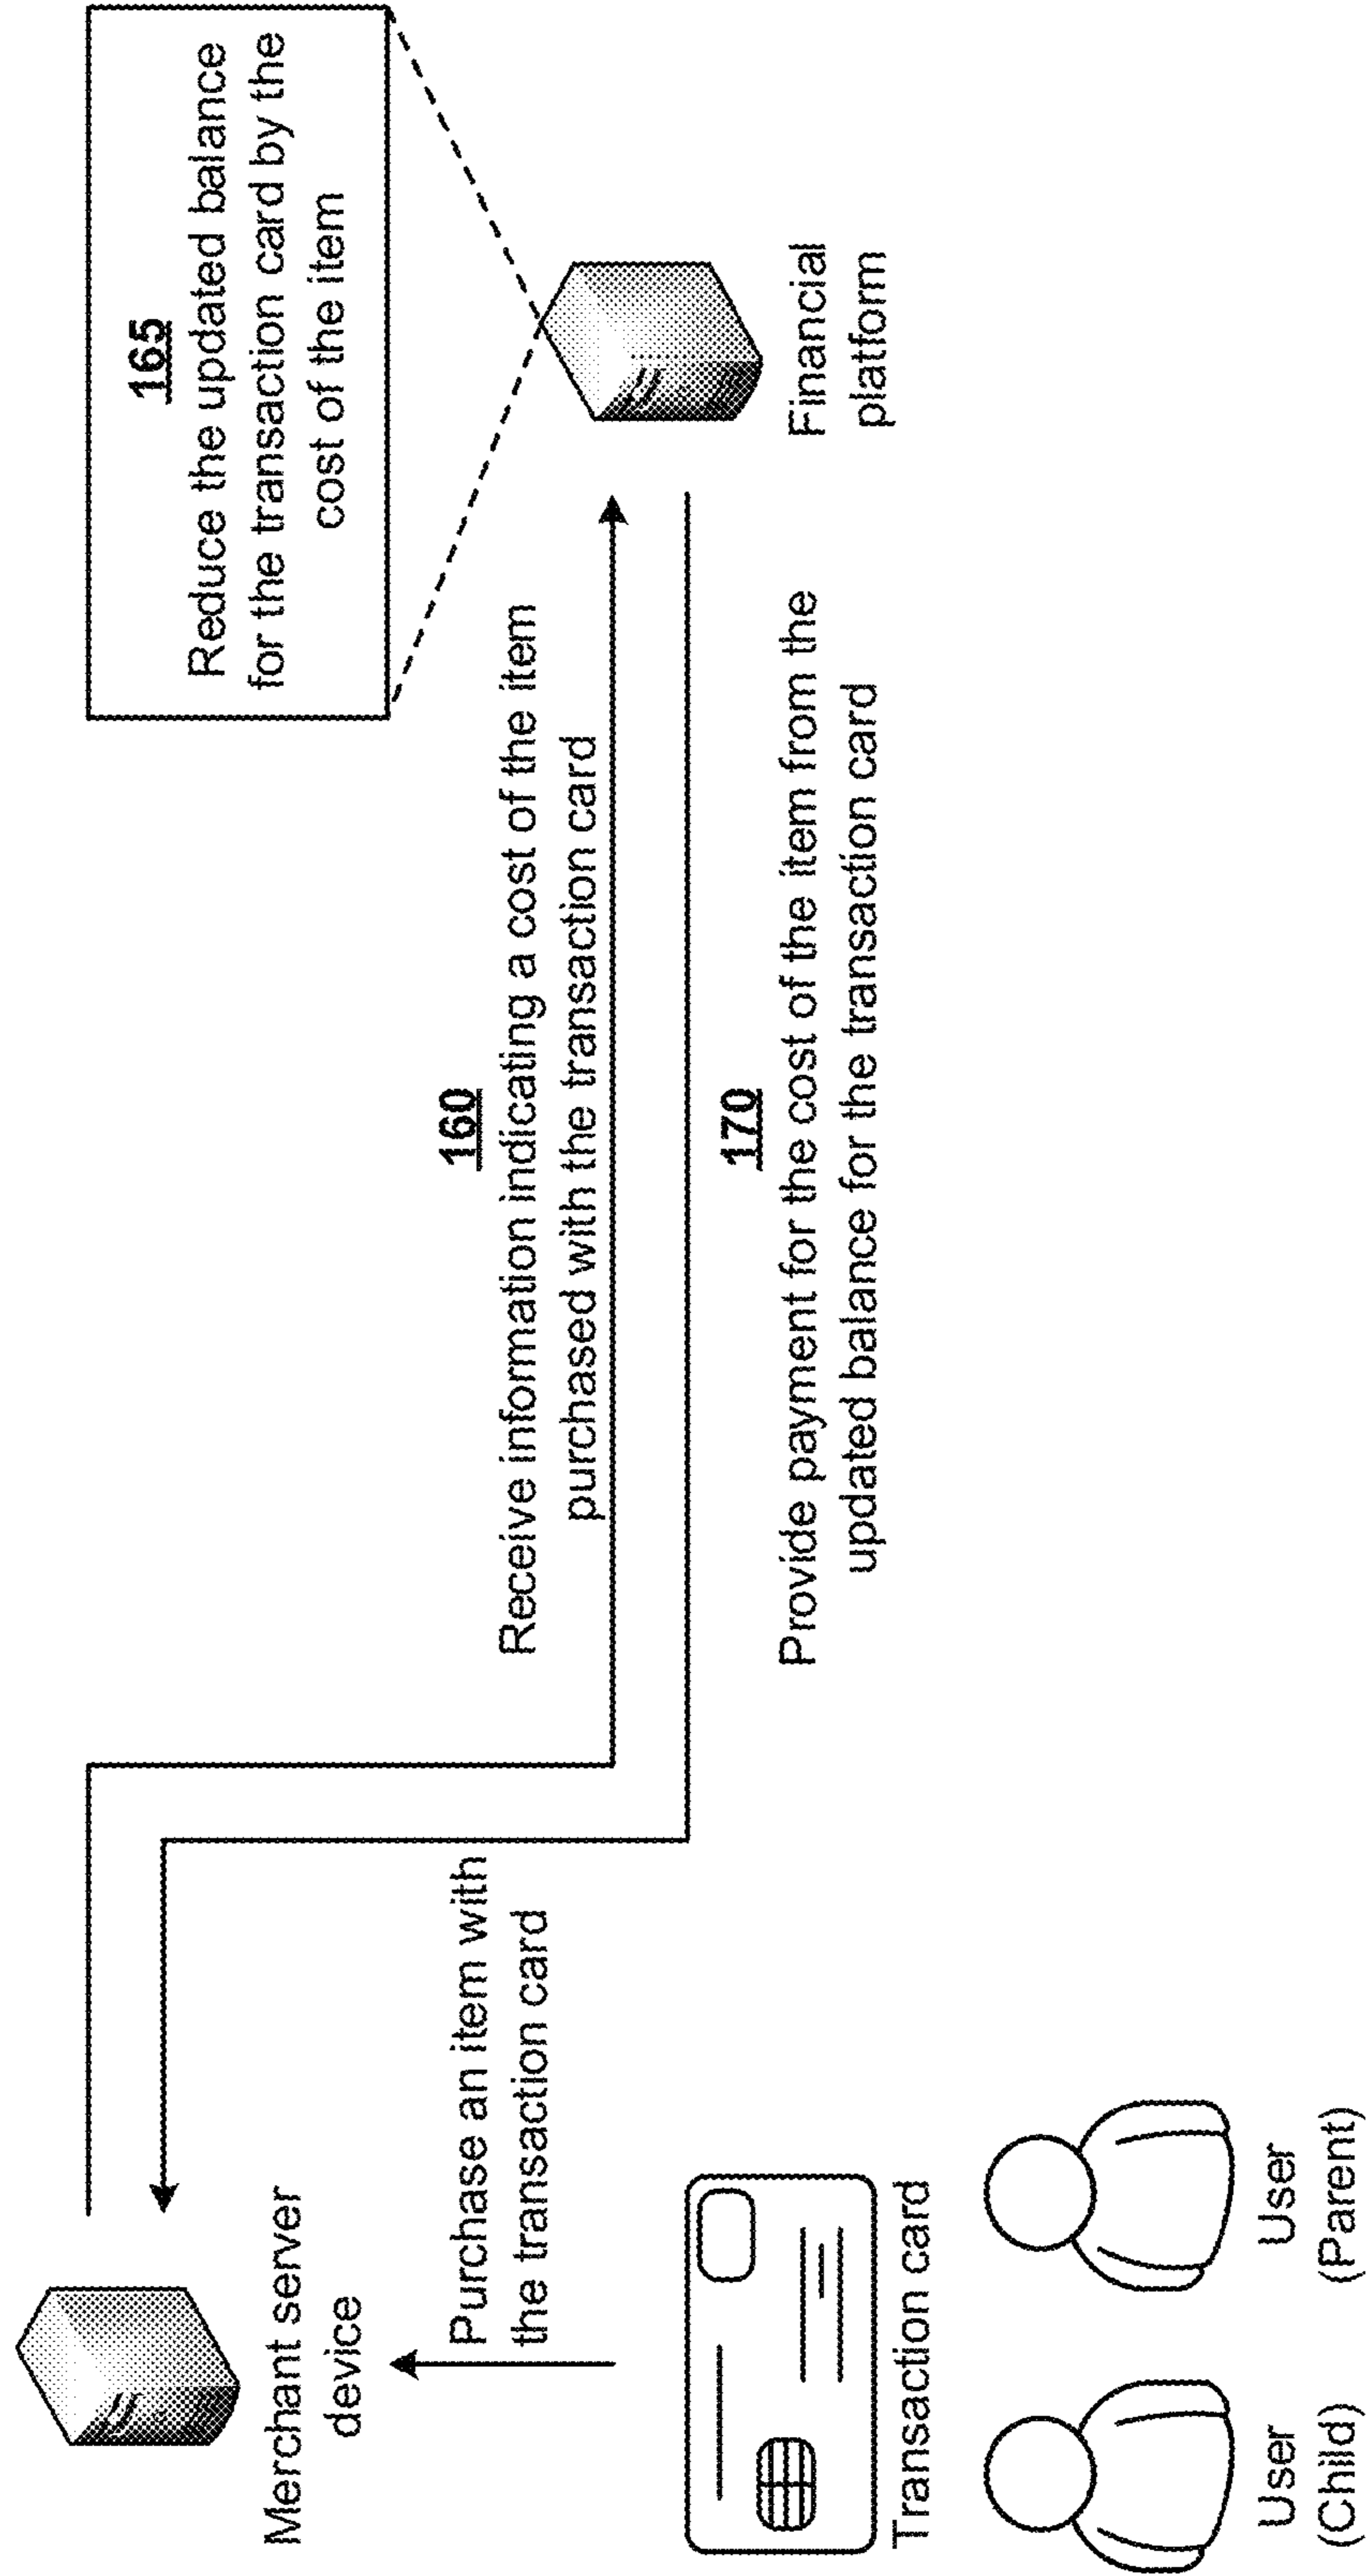 165
Reduce the updated balance
for the transaction card by the
cost of the item
Merchant server
device
Purchase an item with
the transaction card
160
Receive information indicating a cost of the item
purchased with the transaction card
170
Provide payment for the cost of the item from the
updated balance for the transaction card
Financial
platform
Transaction card
User
(Child)
User
(Parent)